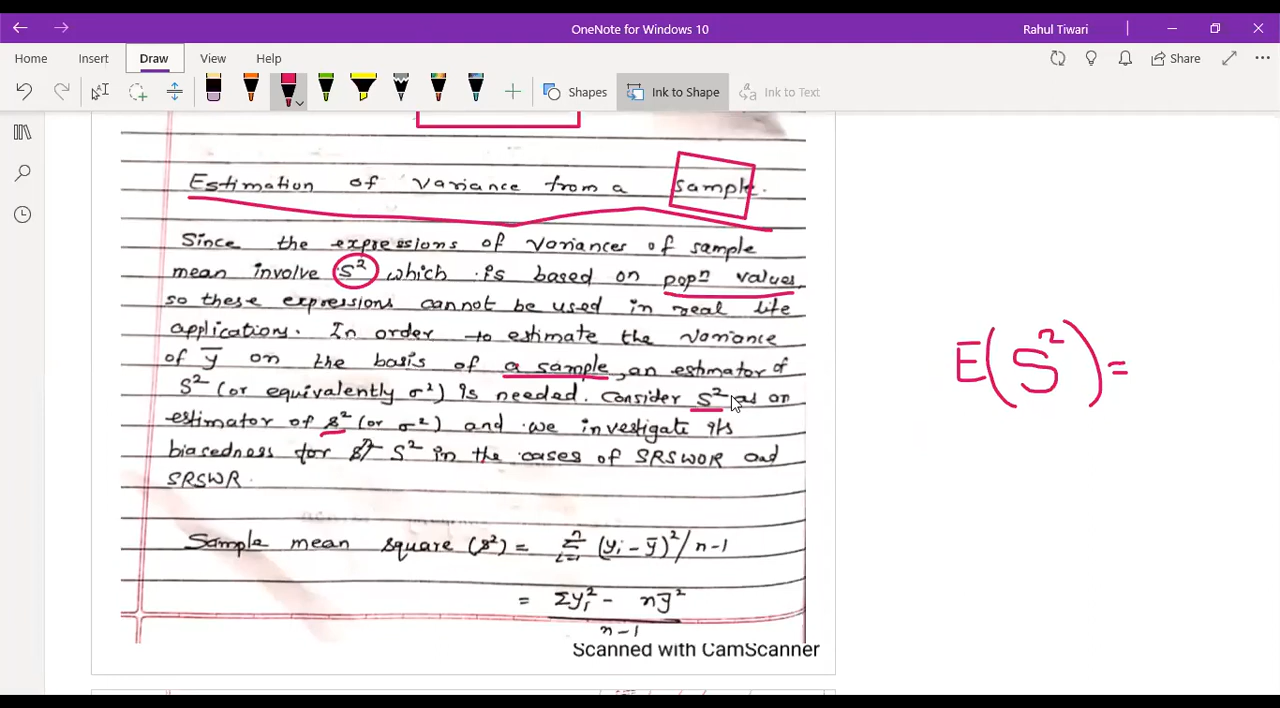 OneNote for Windows 10
Rahul Tiwari
Home Insert Draw View Help
Share
Shapes Ink to Shape Ink to Text
Estimation of variance from a sample.
Since the expressions of variances of sample
mean involve S² which is based on popⁿ values
so these expressions cannot be used in real life
applications. In order to estimate the variance
of ȳ on the basis of a sample, an estimator of
S² (or equivalently σ²) is needed. Consider s² as an
estimator of s² (or σ²) and we investigate its
biasedness for S² in the cases of SRSWOR and
SRSWR.
E(S²)=
Sample mean square (s²) = Σⁿᵢ₌₁ (yᵢ - ȳ)²/n-1
= Σyᵢ² - nȳ²
n-1
Scanned with CamScanner